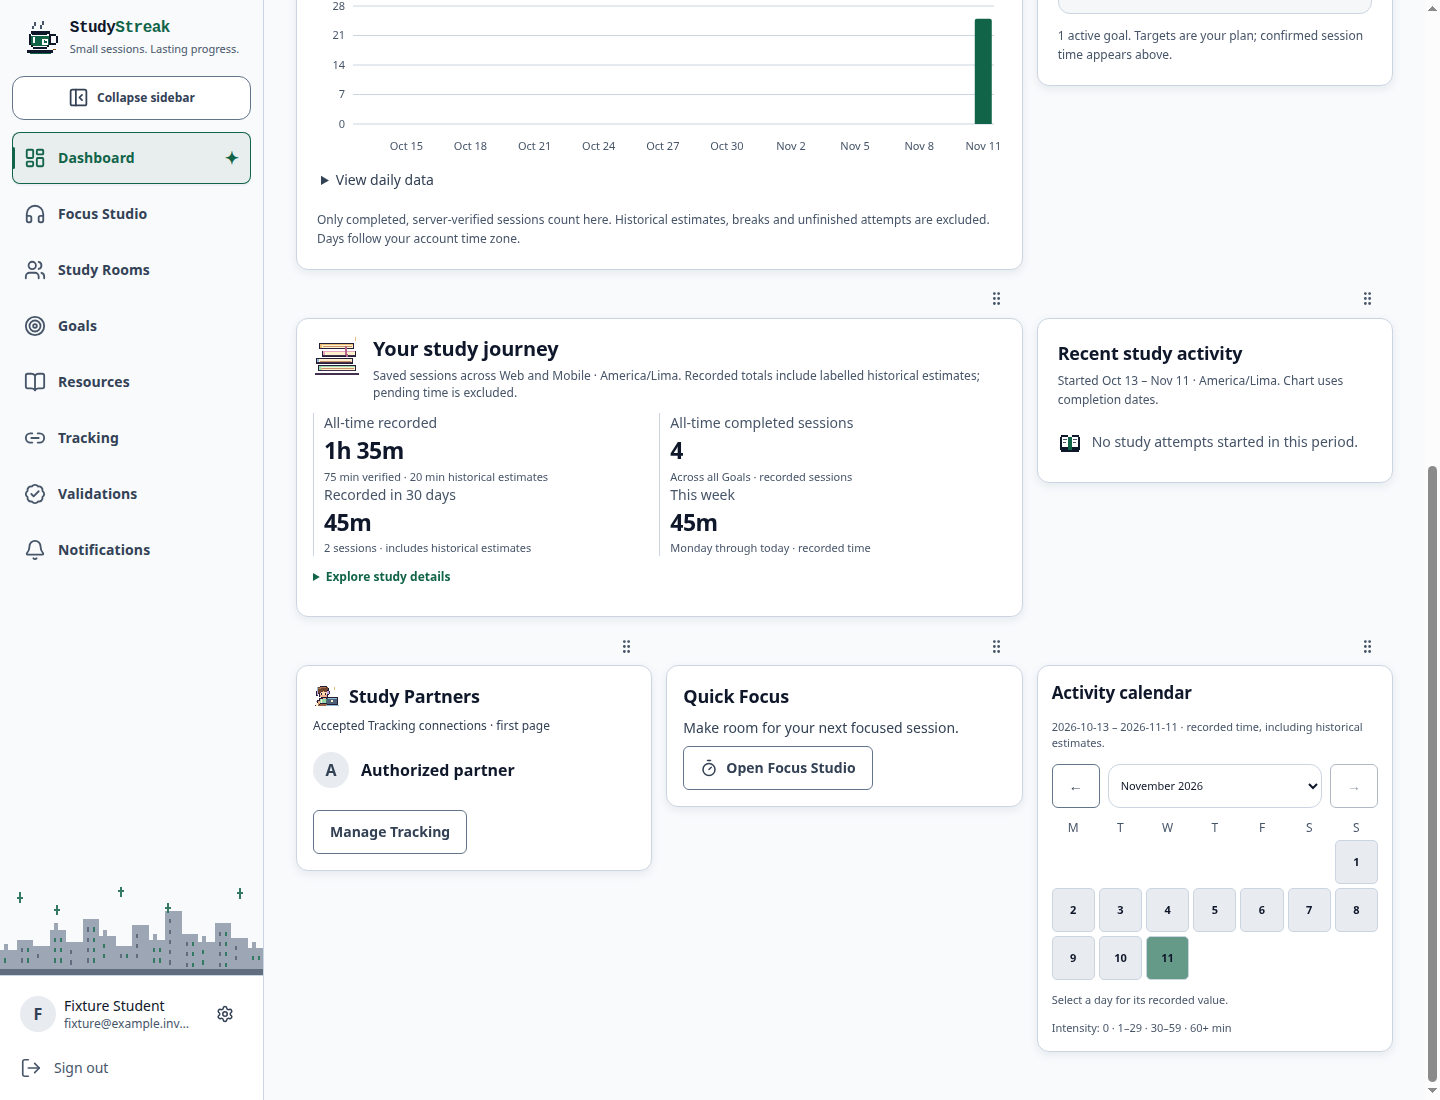 StudyStreak
Small sessions. Lasting progress.
Collapse sidebar
Dashboard
Focus Studio
Study Rooms
Goals
Resources
Tracking
Validations
Notifications
F
Fixture Student
fixture@example.inv...
Sign out
28
21
14
7
0
Oct 15
Oct 18
Oct 21
Oct 24
Oct 27
Oct 30
Nov 2
Nov 5
Nov 8
Nov 11
View daily data
Only completed, server-verified sessions count here. Historical estimates, breaks and unfinished attempts are excluded.
Days follow your account time zone.
1 active goal. Targets are your plan; confirmed session
time appears above.
Your study journey
Saved sessions across Web and Mobile · America/Lima. Recorded totals include labelled historical estimates;
pending time is excluded.
All-time recorded
1h 35m
75 min verified · 20 min historical estimates
All-time completed sessions
4
Across all Goals · recorded sessions
Recorded in 30 days
45m
2 sessions · includes historical estimates
This week
45m
Monday through today · recorded time
Explore study details
Recent study activity
Started Oct 13 – Nov 11 · America/Lima. Chart uses
completion dates.
No study attempts started in this period.
Study Partners
Accepted Tracking connections · first page
A
Authorized partner
Manage Tracking
Quick Focus
Make room for your next focused session.
Open Focus Studio
Activity calendar
2026-10-13 – 2026-11-11 · recorded time, including historical
estimates.
←
November 2026
→
M T W T F S S
1
2 3 4 5 6 7 8
9 10 11
Select a day for its recorded value.
Intensity: 0 · 1–29 · 30–59 · 60+ min